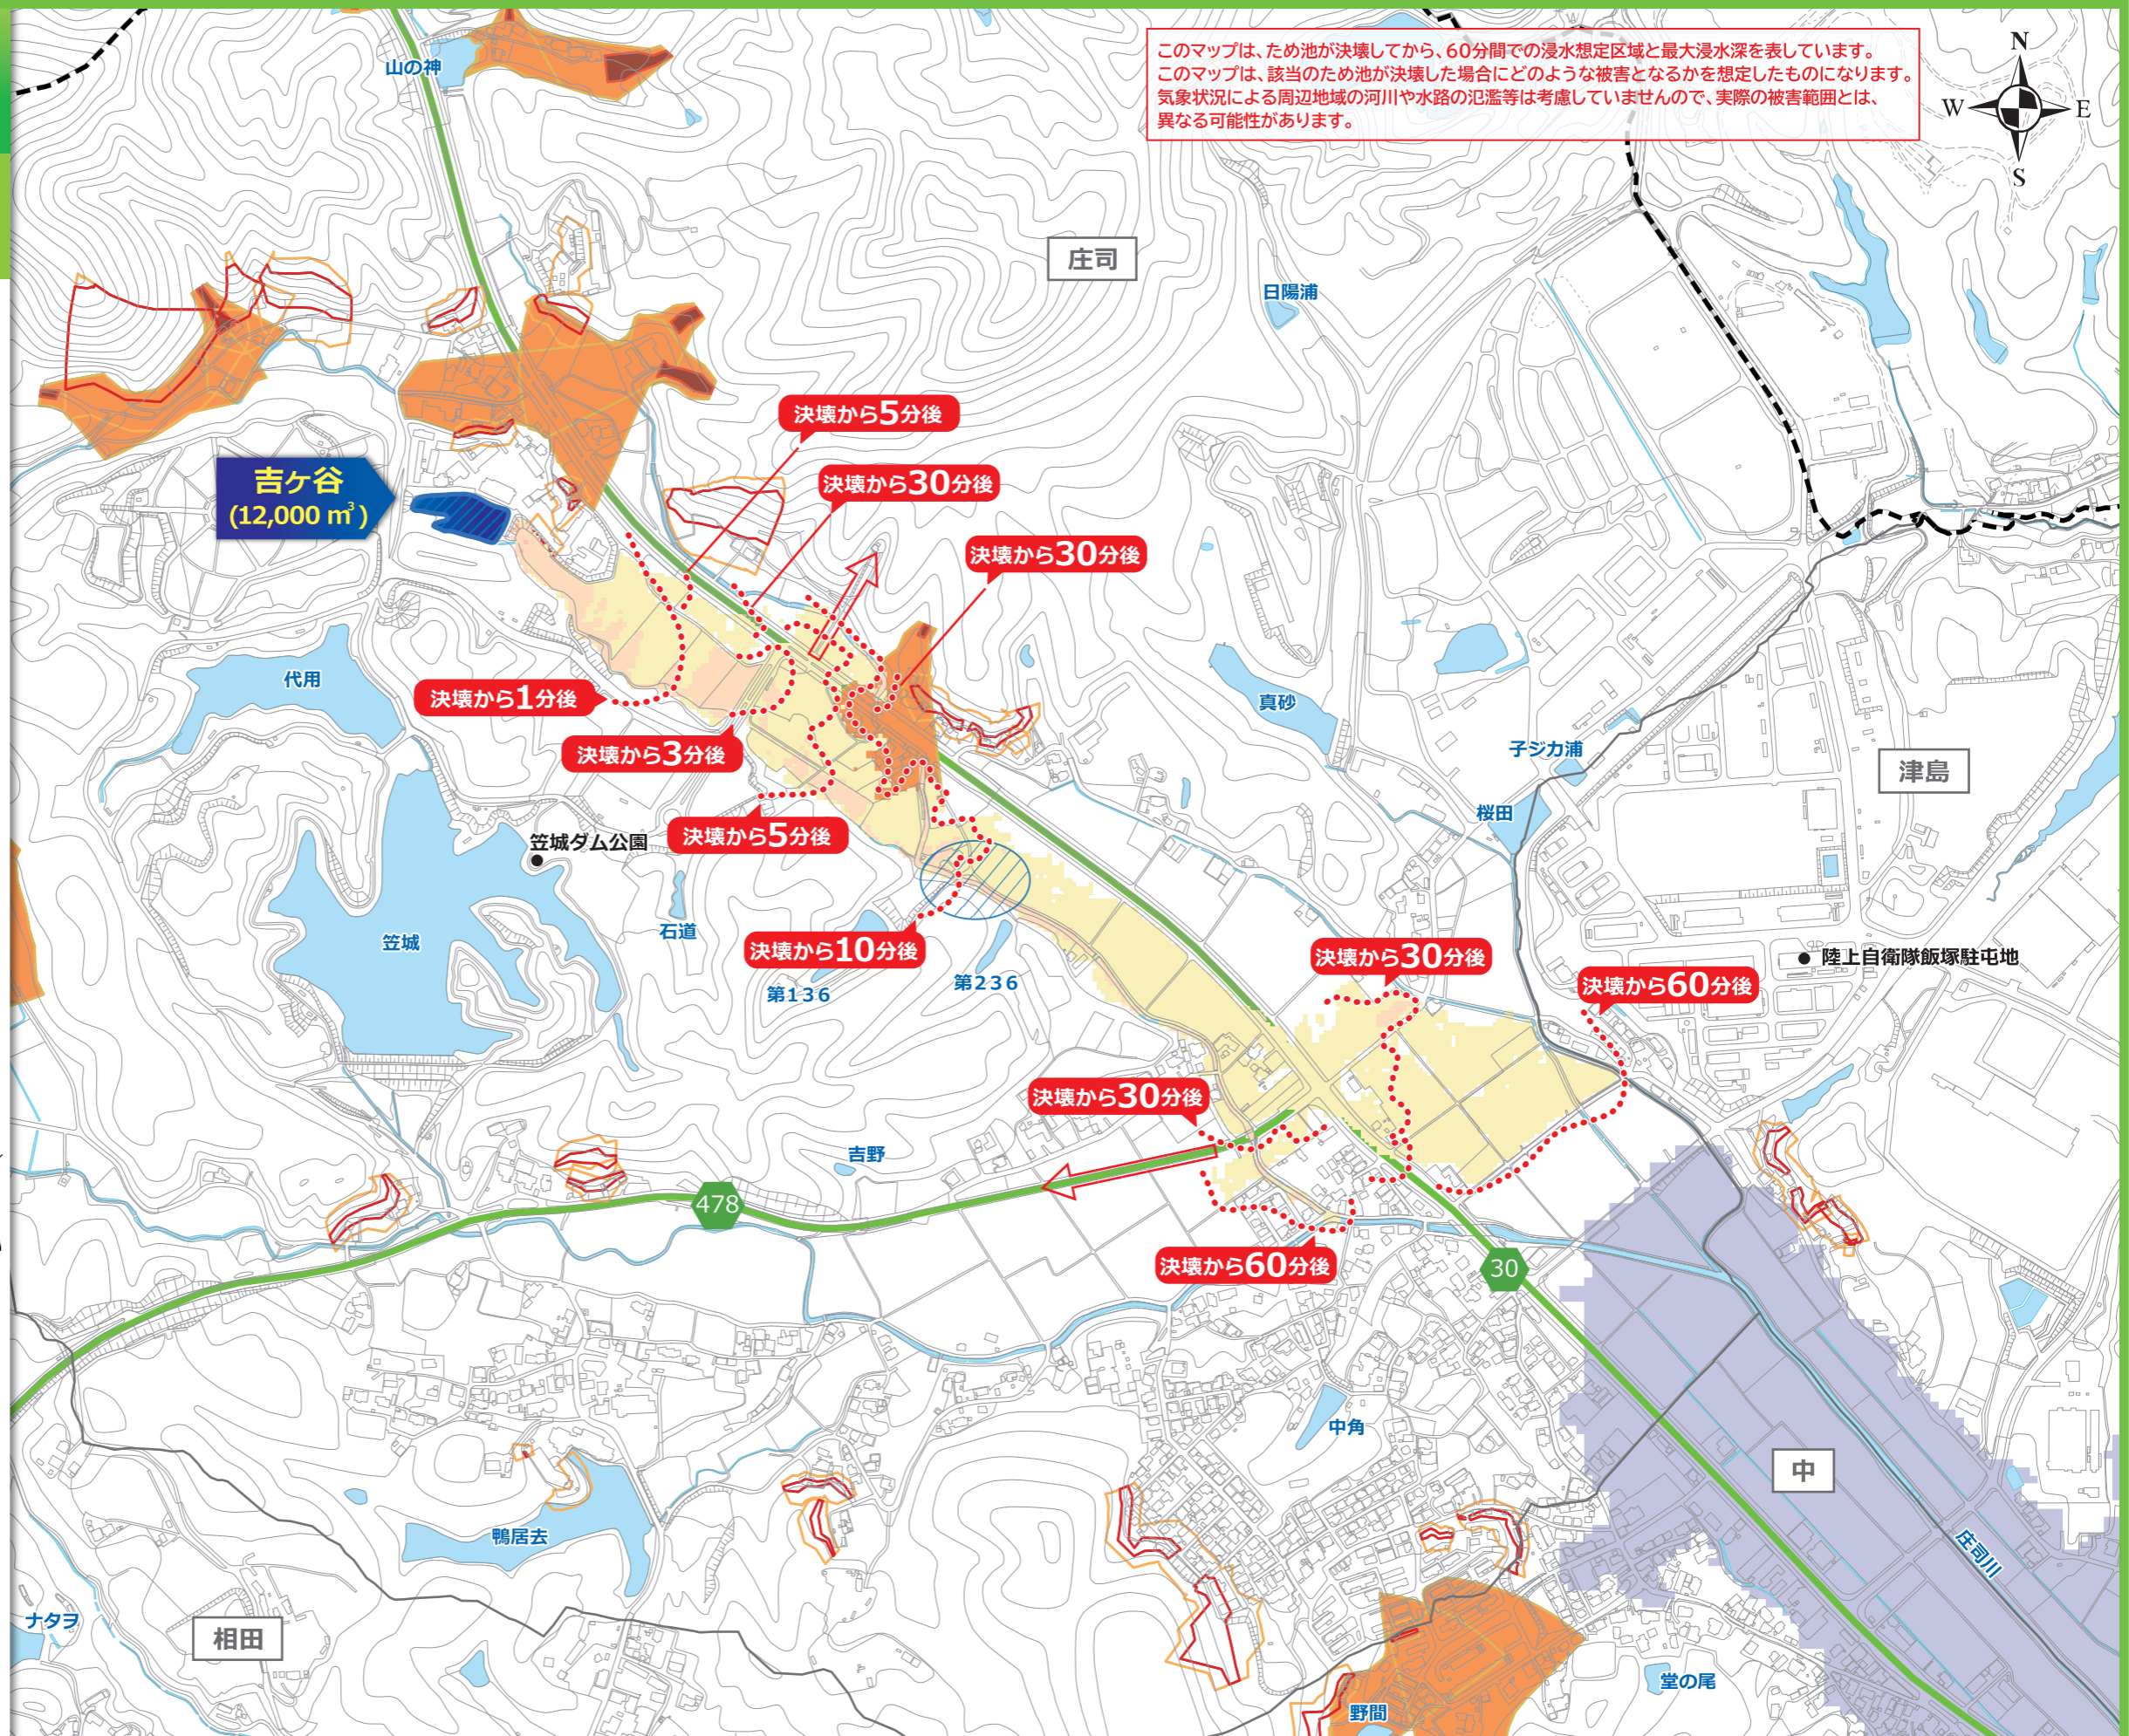 このマップは、ため池が決壊してから、60分間での浸水想定区域と最大浸水深を表しています。
このマップは、該当のため池が決壊した場合にどのような被害となるかを想定したものになります。
気象状況による周辺地域の河川や水路の氾濫等は考慮していませんので、実際の被害範囲とは、
異なる可能性があります。
N
W
E
S
山の神
庄司
日陽浦
決壊から5分後
吉ヶ谷
(12,000 ㎥)
決壊から30分後
決壊から30分後
代用
決壊から1分後
真砂
決壊から3分後
子ジカ浦
津島
桜田
決壊から5分後
笠城ダム公園
石道
笠城
決壊から10分後
第136
第236
決壊から30分後
陸上自衛隊飯塚駐屯地
決壊から60分後
決壊から30分後
吉野
478
決壊から60分後
30
中角
中
鴨居去
庄司川
ナタヲ
相田
堂の尾
野間